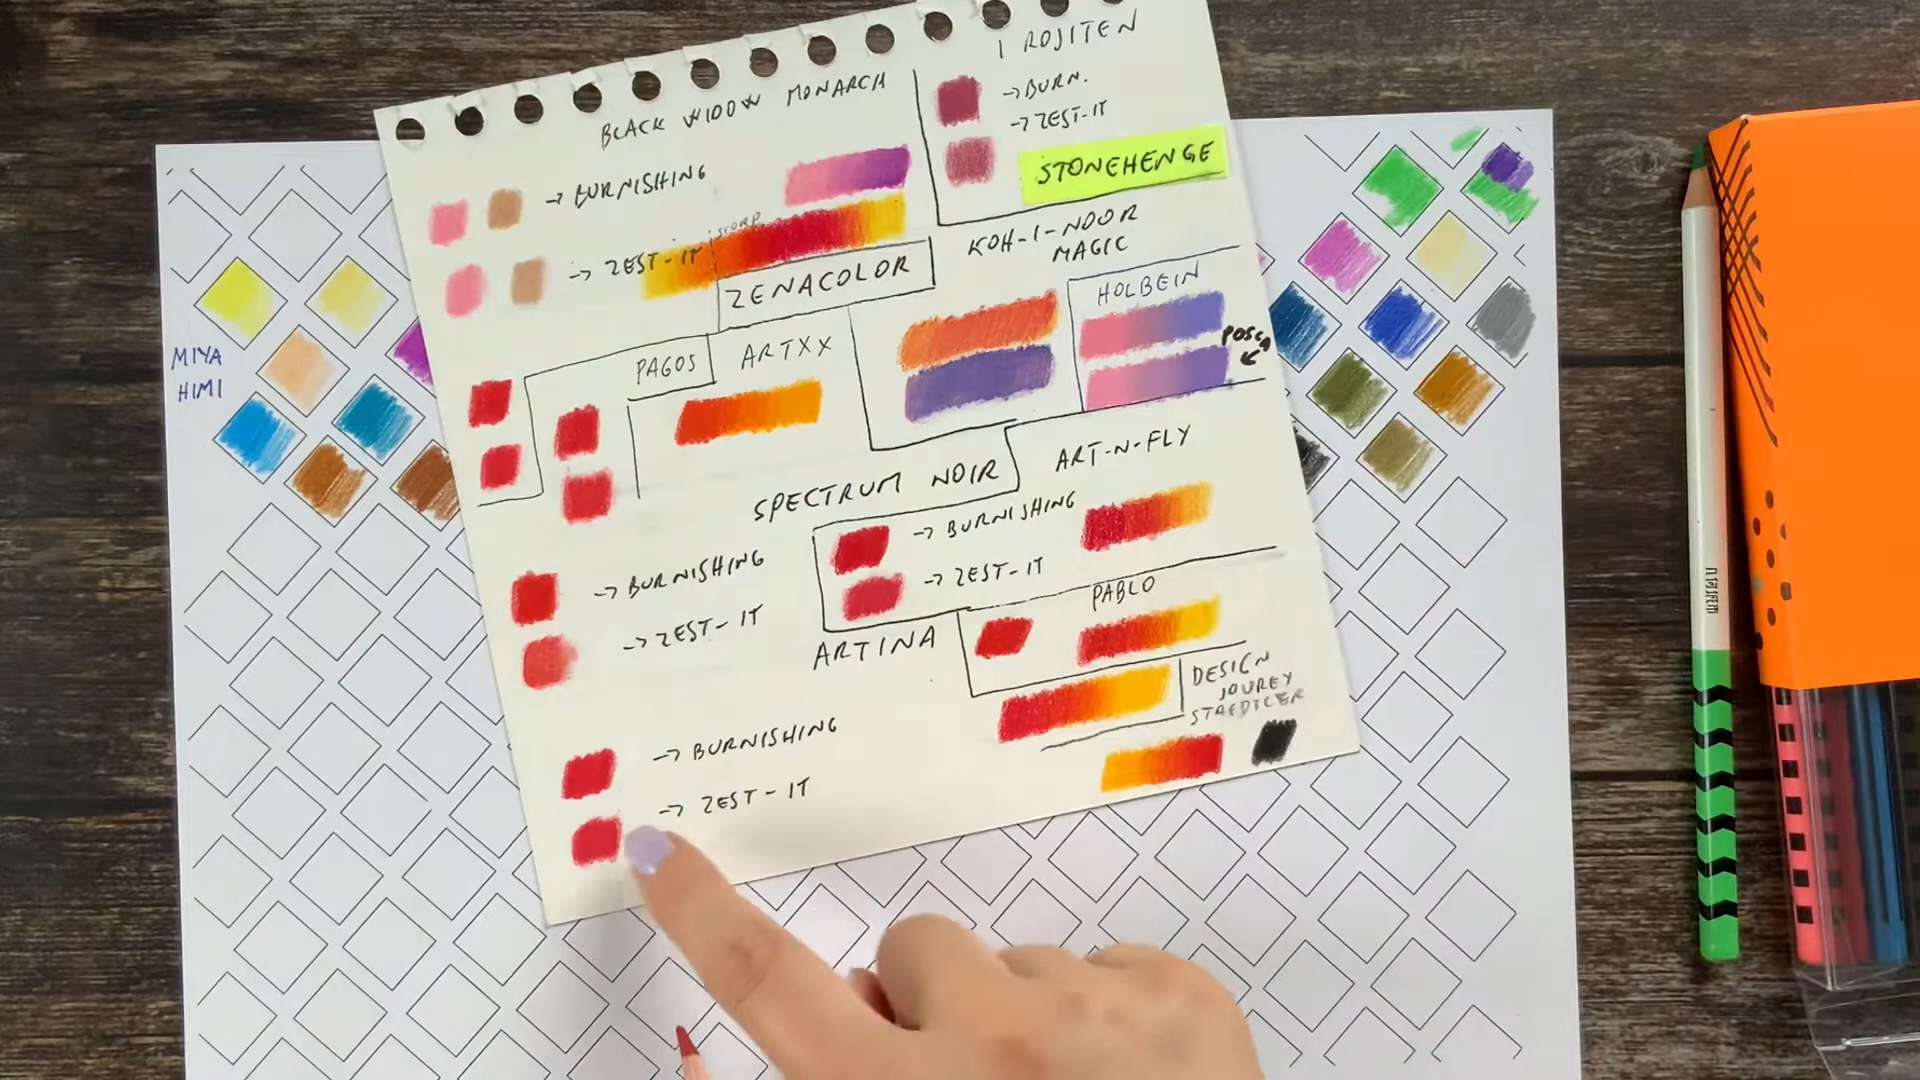 I ROJITEN
→ BURN.
→ ZEST-IT
STONEHENGE
BLACK WIDOW MONARCH
→ BURNISHING
→ ZEST-IT
ZENACOLOR
KOH-I-NOOR
MAGIC
HOLBEIN
POSCA
PAGOS
ARTXX
MIYA
HIMI
SPECTRUM NOIR
ART-N-FLY
→ BURNISHING
→ ZEST-IT
→ BURNISHING
→ ZEST-IT
PABLO
ARTINA
DESIGN
JOUREY
STAEDTLER
→ BURNISHING
→ ZEST-IT